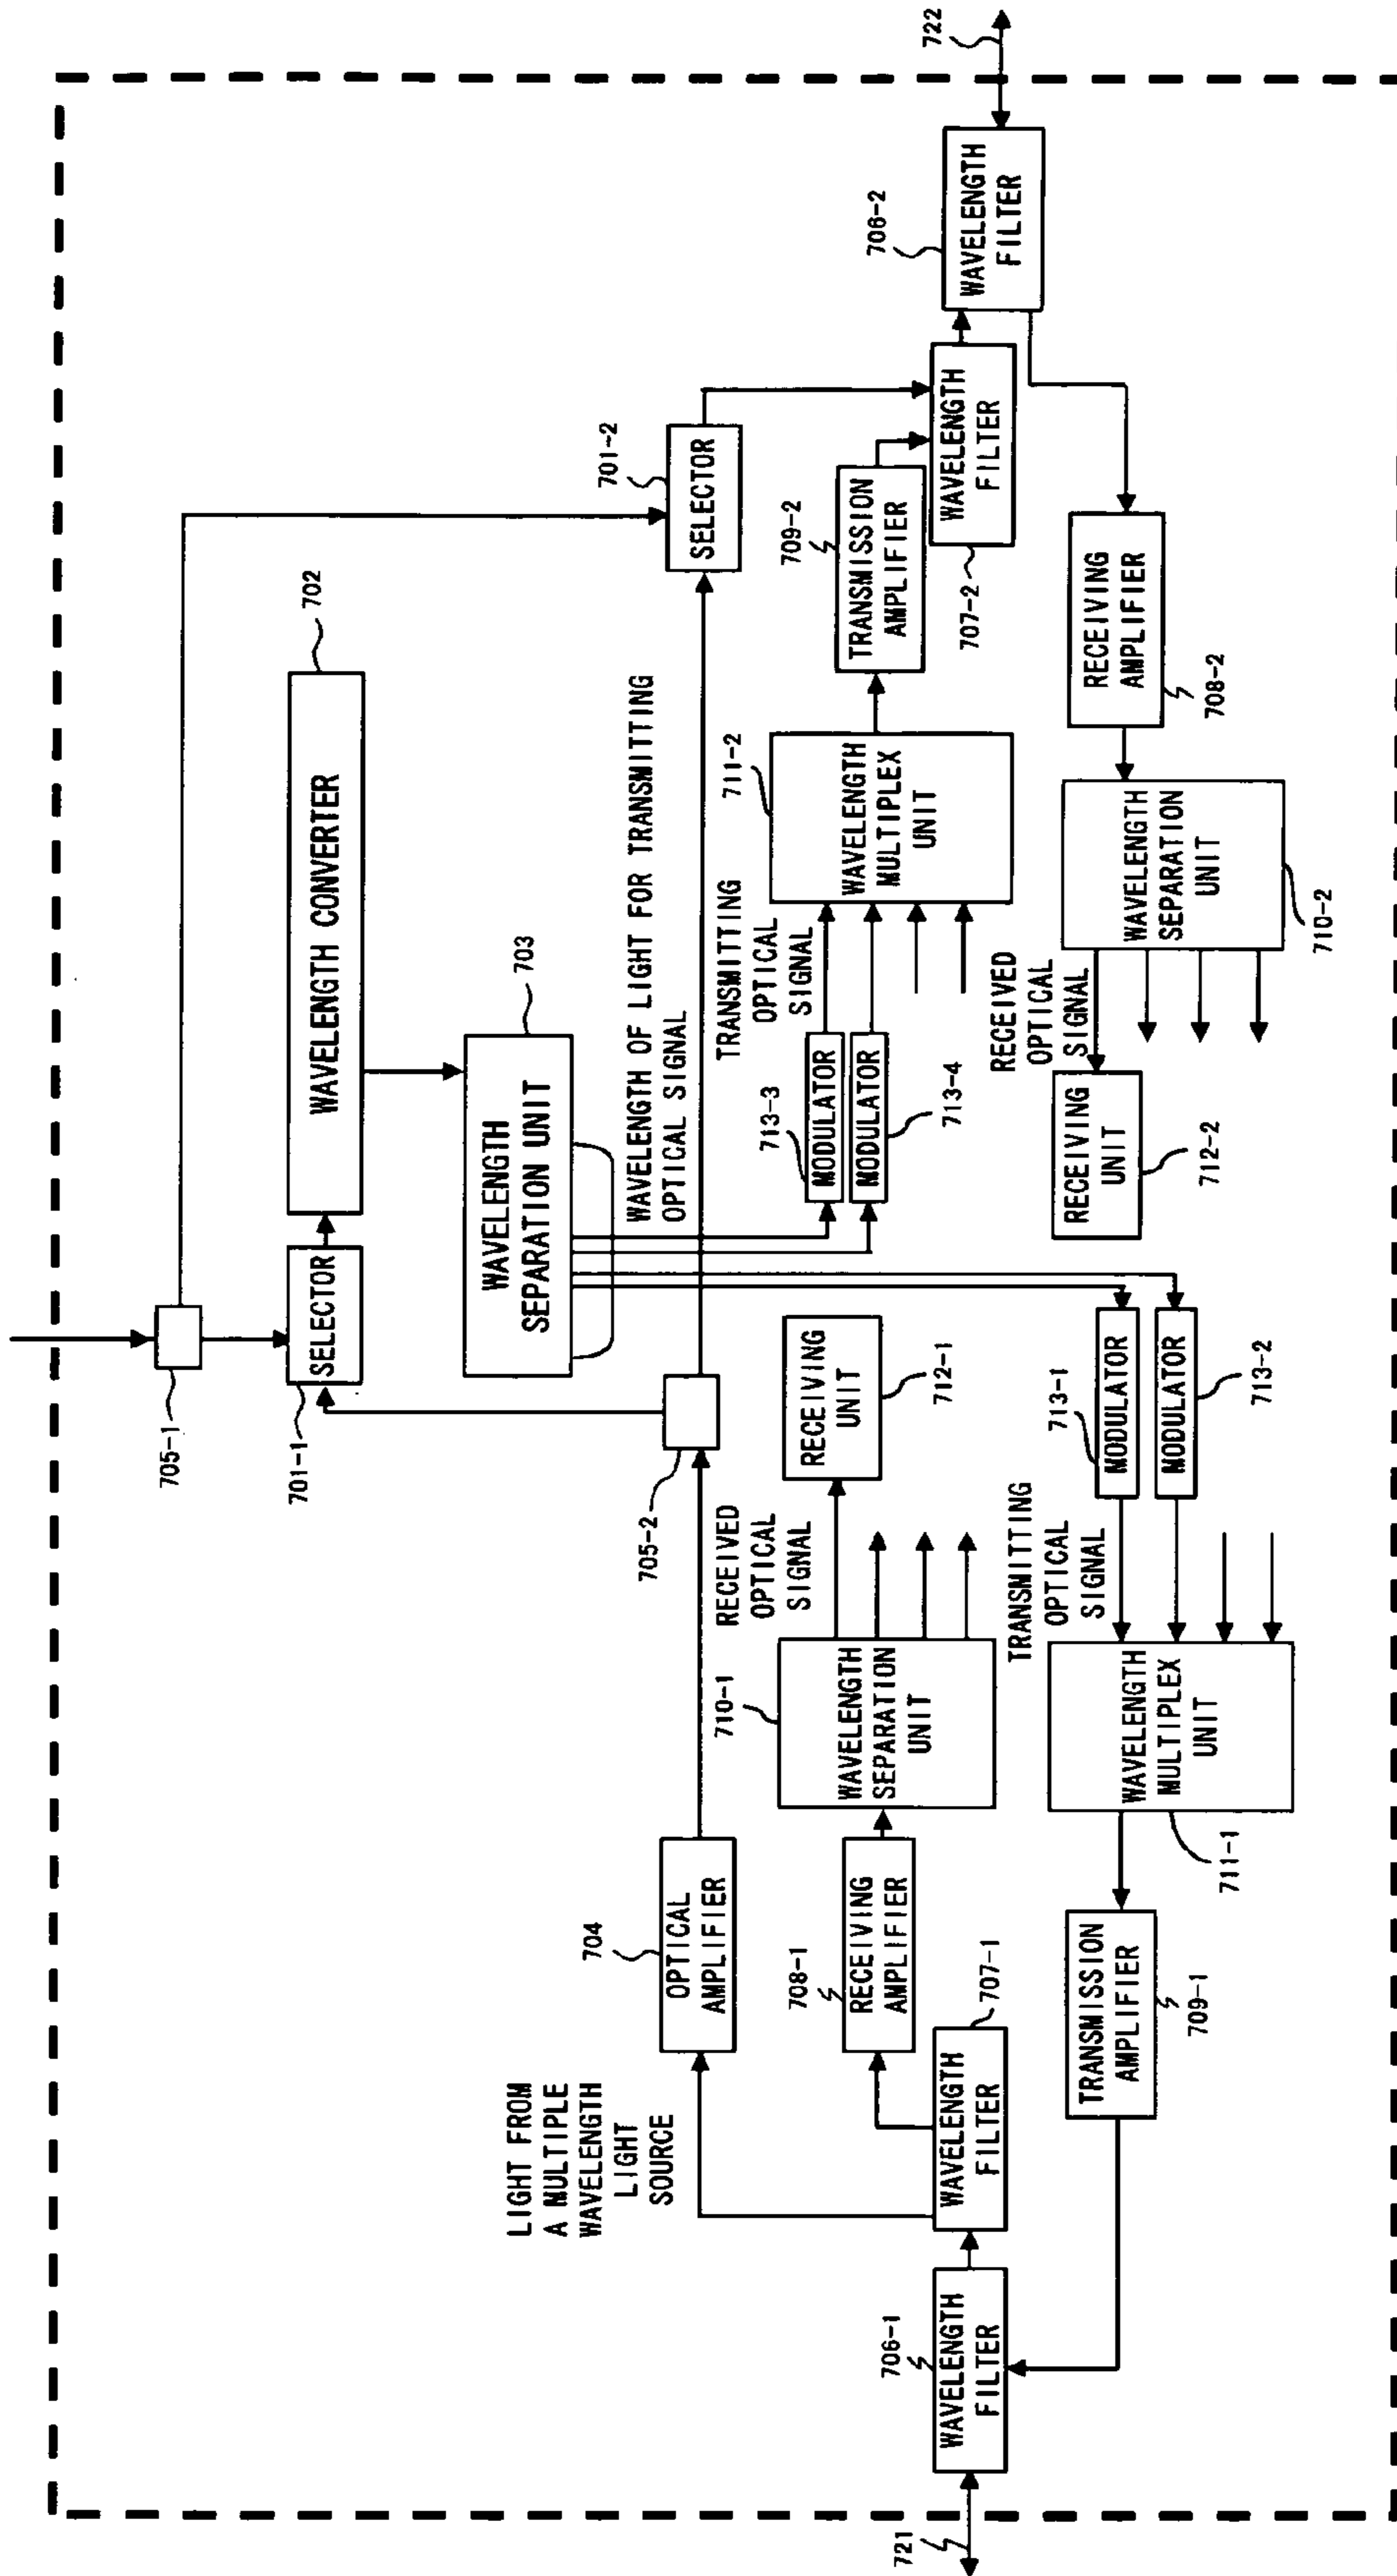 705-1
701-1
SELECTOR
WAVELENGTH CONVERTER
702
WAVELENGTH
SEPARATION UNIT
703
LIGHT FROM
A MULTIPLE
WAVELENGTH
LIGHT
SOURCE
704
OPTICAL
AMPLIFIER
705-2
WAVELENGTH OF LIGHT FOR TRANSMITTING
OPTICAL SIGNAL
701-2
SELECTOR
708-1
RECEIVING
AMPLIFIER
710-1
WAVELENGTH
SEPARATION
UNIT
RECEIVED
OPTICAL
SIGNAL
RECEIVING
UNIT
712-1
713-3
MODULATOR
MODULATOR
713-4
TRANSMITTING
OPTICAL
SIGNAL
711-2
WAVELENGTH
MULTIPLEX
UNIT
709-2
TRANSMISSION
AMPLIFIER
706-2
WAVELENGTH
FILTER
722
721
706-1
WAVELENGTH
FILTER
707-1
WAVELENGTH
FILTER
707-2
WAVELENGTH
FILTER
TRANSMISSION
AMPLIFIER
709-1
WAVELENGTH
MULTIPLEX
UNIT
711-1
TRANSMITTING
OPTICAL
SIGNAL
713-1
MODULATOR
MODULATOR
713-2
RECEIVING
UNIT
712-2
RECEIVED
OPTICAL
SIGNAL
WAVELENGTH
SEPARATION
UNIT
710-2
RECEIVING
AMPLIFIER
708-2